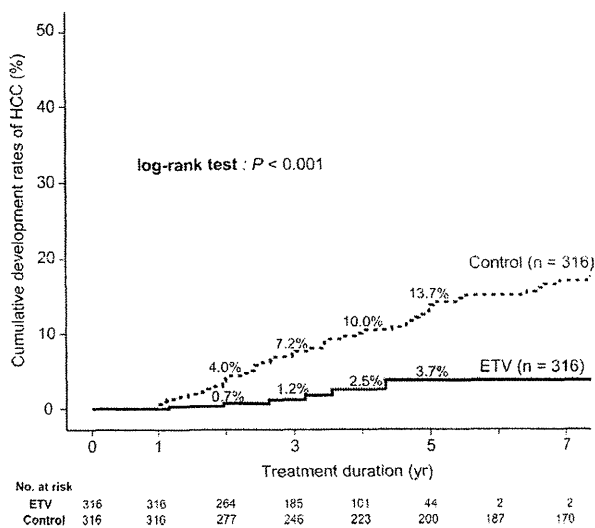 Cumulative development rates of HCC (%)
50
40
30
20
10
0
log-rank test : P < 0.001
Control (n = 316)
13.7%
10.0%
7.2%
4.0%
ETV (n = 316)
3.7%
2.5%
1.2%
0.7%
0 1 3 5 7
Treatment duration (yr)
No. at risk
ETV 316 316 264 185 101 44 2 2
Control 316 316 277 246 223 200 187 170